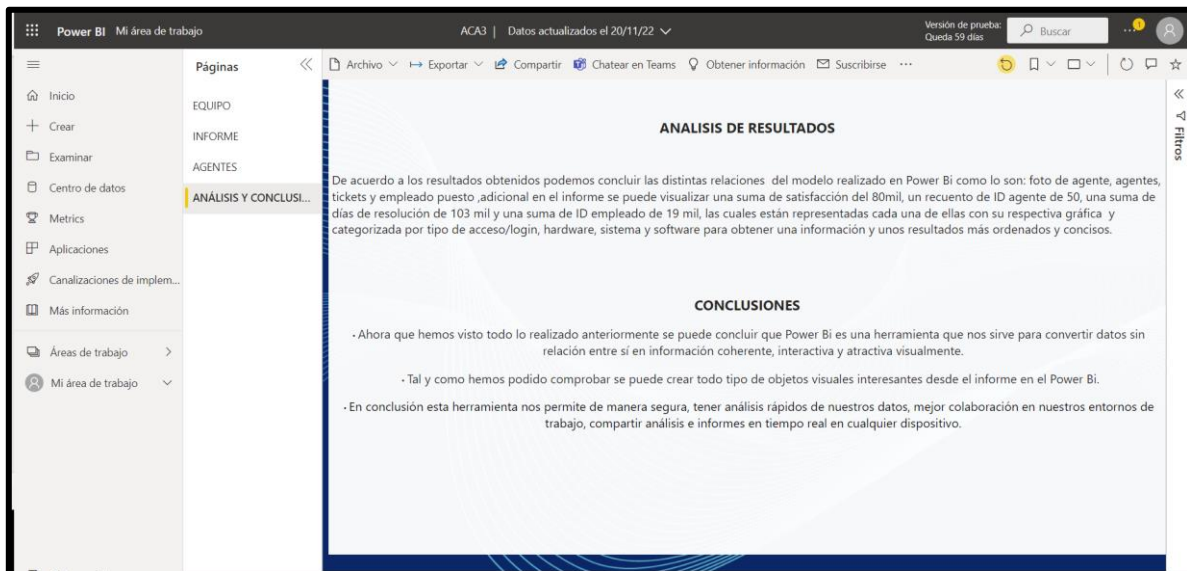 Power BI Mi área de trabajo
ACA3 | Datos actualizados el 20/11/22
Versión de prueba:
Queda 59 días
Buscar
Páginas
Archivo Exportar Compartir Chatear en Teams Obtener información Suscribirse ...
Inicio
Crear
Examinar
Centro de datos
Metrics
Aplicaciones
Canalizaciones de implem...
Más información
Áreas de trabajo
Mi área de trabajo
EQUIPO
INFORME
AGENTES
ANÁLISIS Y CONCLUSI...
Filtros
ANALISIS DE RESULTADOS
De acuerdo a los resultados obtenidos podemos concluir las distintas relaciones del modelo realizado en Power Bi como lo son: foto de agente, agentes,
tickets y empleado puesto ,adicional en el informe se puede visualizar una suma de satisfacción del 80mil, un recuento de ID agente de 50, una suma de
días de resolución de 103 mil y una suma de ID empleado de 19 mil, las cuales están representadas cada una de ellas con su respectiva gráfica y
categorizada por tipo de acceso/login, hardware, sistema y software para obtener una información y unos resultados más ordenados y concisos.
CONCLUSIONES
• Ahora que hemos visto todo lo realizado anteriormente se puede concluir que Power Bi es una herramienta que nos sirve para convertir datos sin
relación entre sí en información coherente, interactiva y atractiva visualmente.
• Tal y como hemos podido comprobar se puede crear todo tipo de objetos visuales interesantes desde el informe en el Power Bi.
• En conclusión esta herramienta nos permite de manera segura, tener análisis rápidos de nuestros datos, mejor colaboración en nuestros entornos de
trabajo, compartir análisis e informes en tiempo real en cualquier dispositivo.